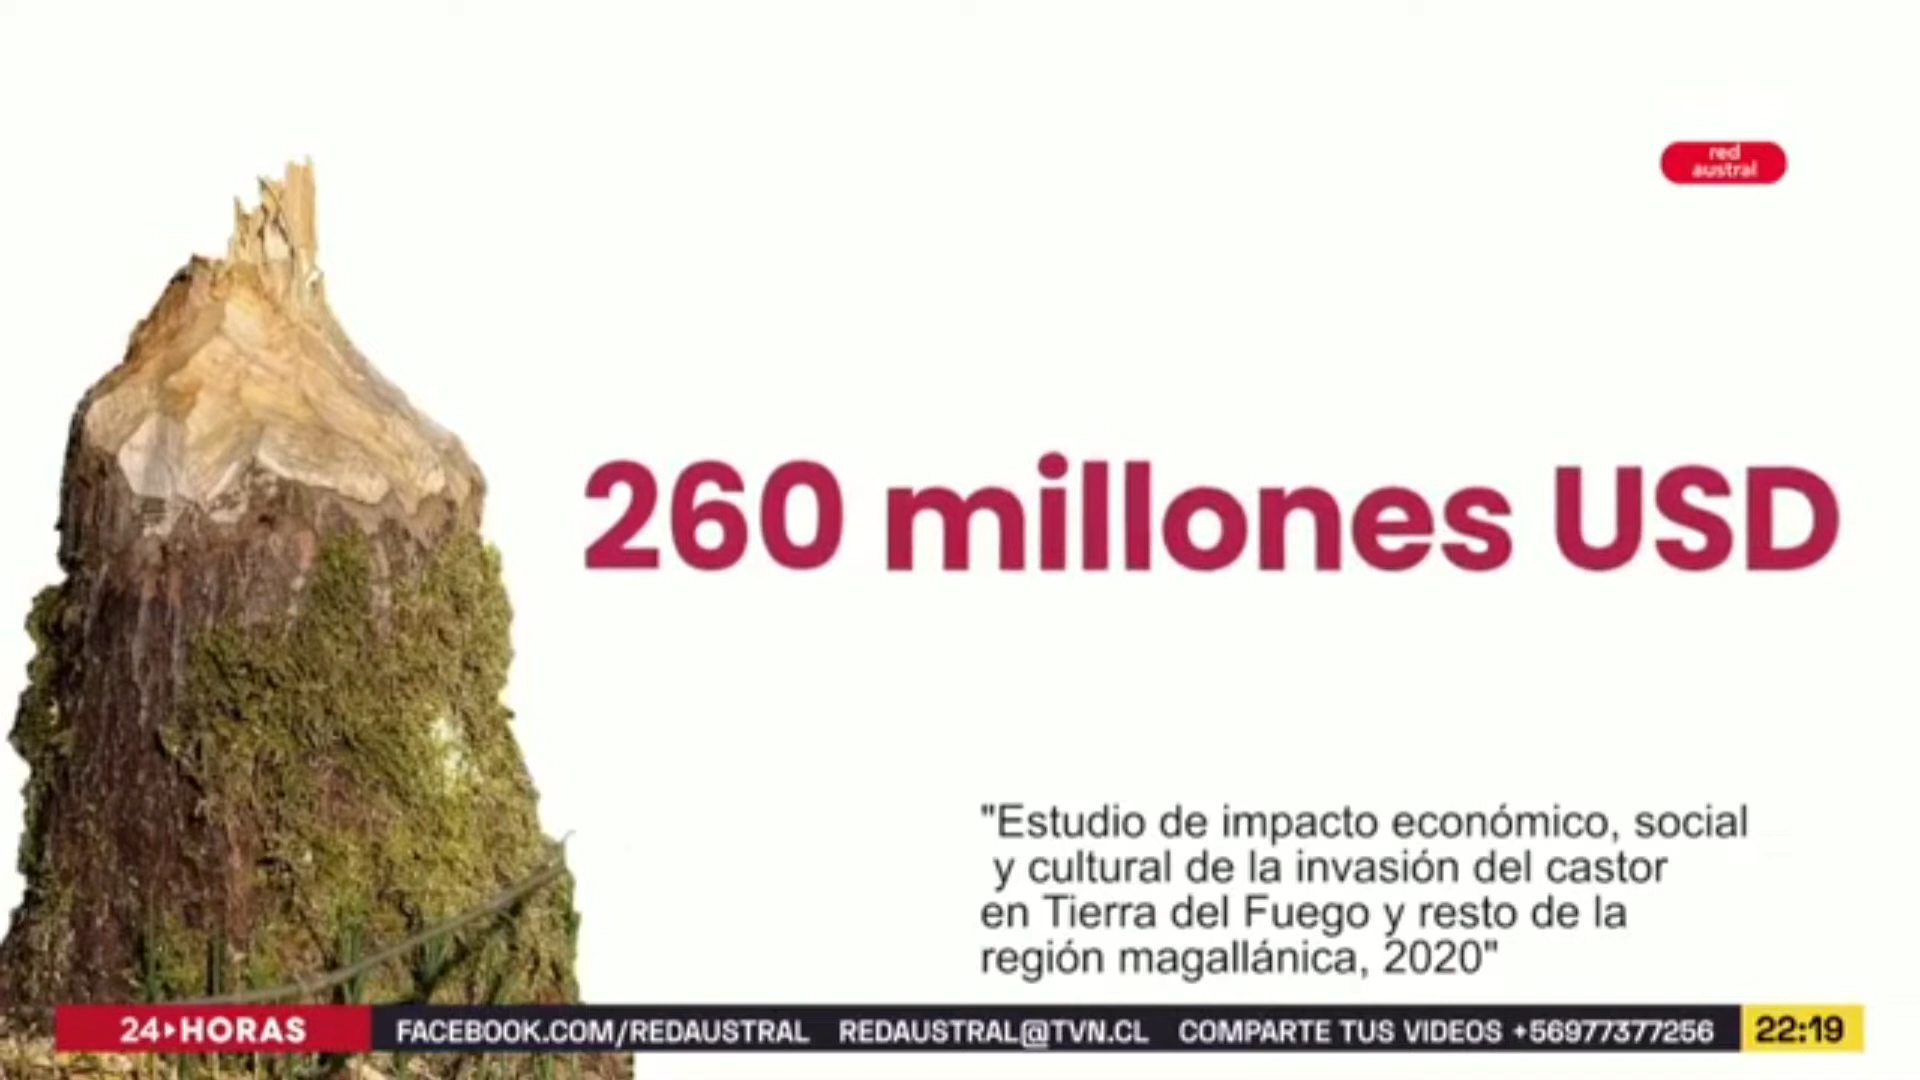 red
austral
260 millones USD
"Estudio de impacto económico, social
y cultural de la invasión del castor
en Tierra del Fuego y resto de la
región magallánica, 2020"
24 HORAS FACEBOOK.COM/REDAUSTRAL REDAUSTRAL@TVN.CL COMPARTE TUS VIDEOS +56977377256 22:19